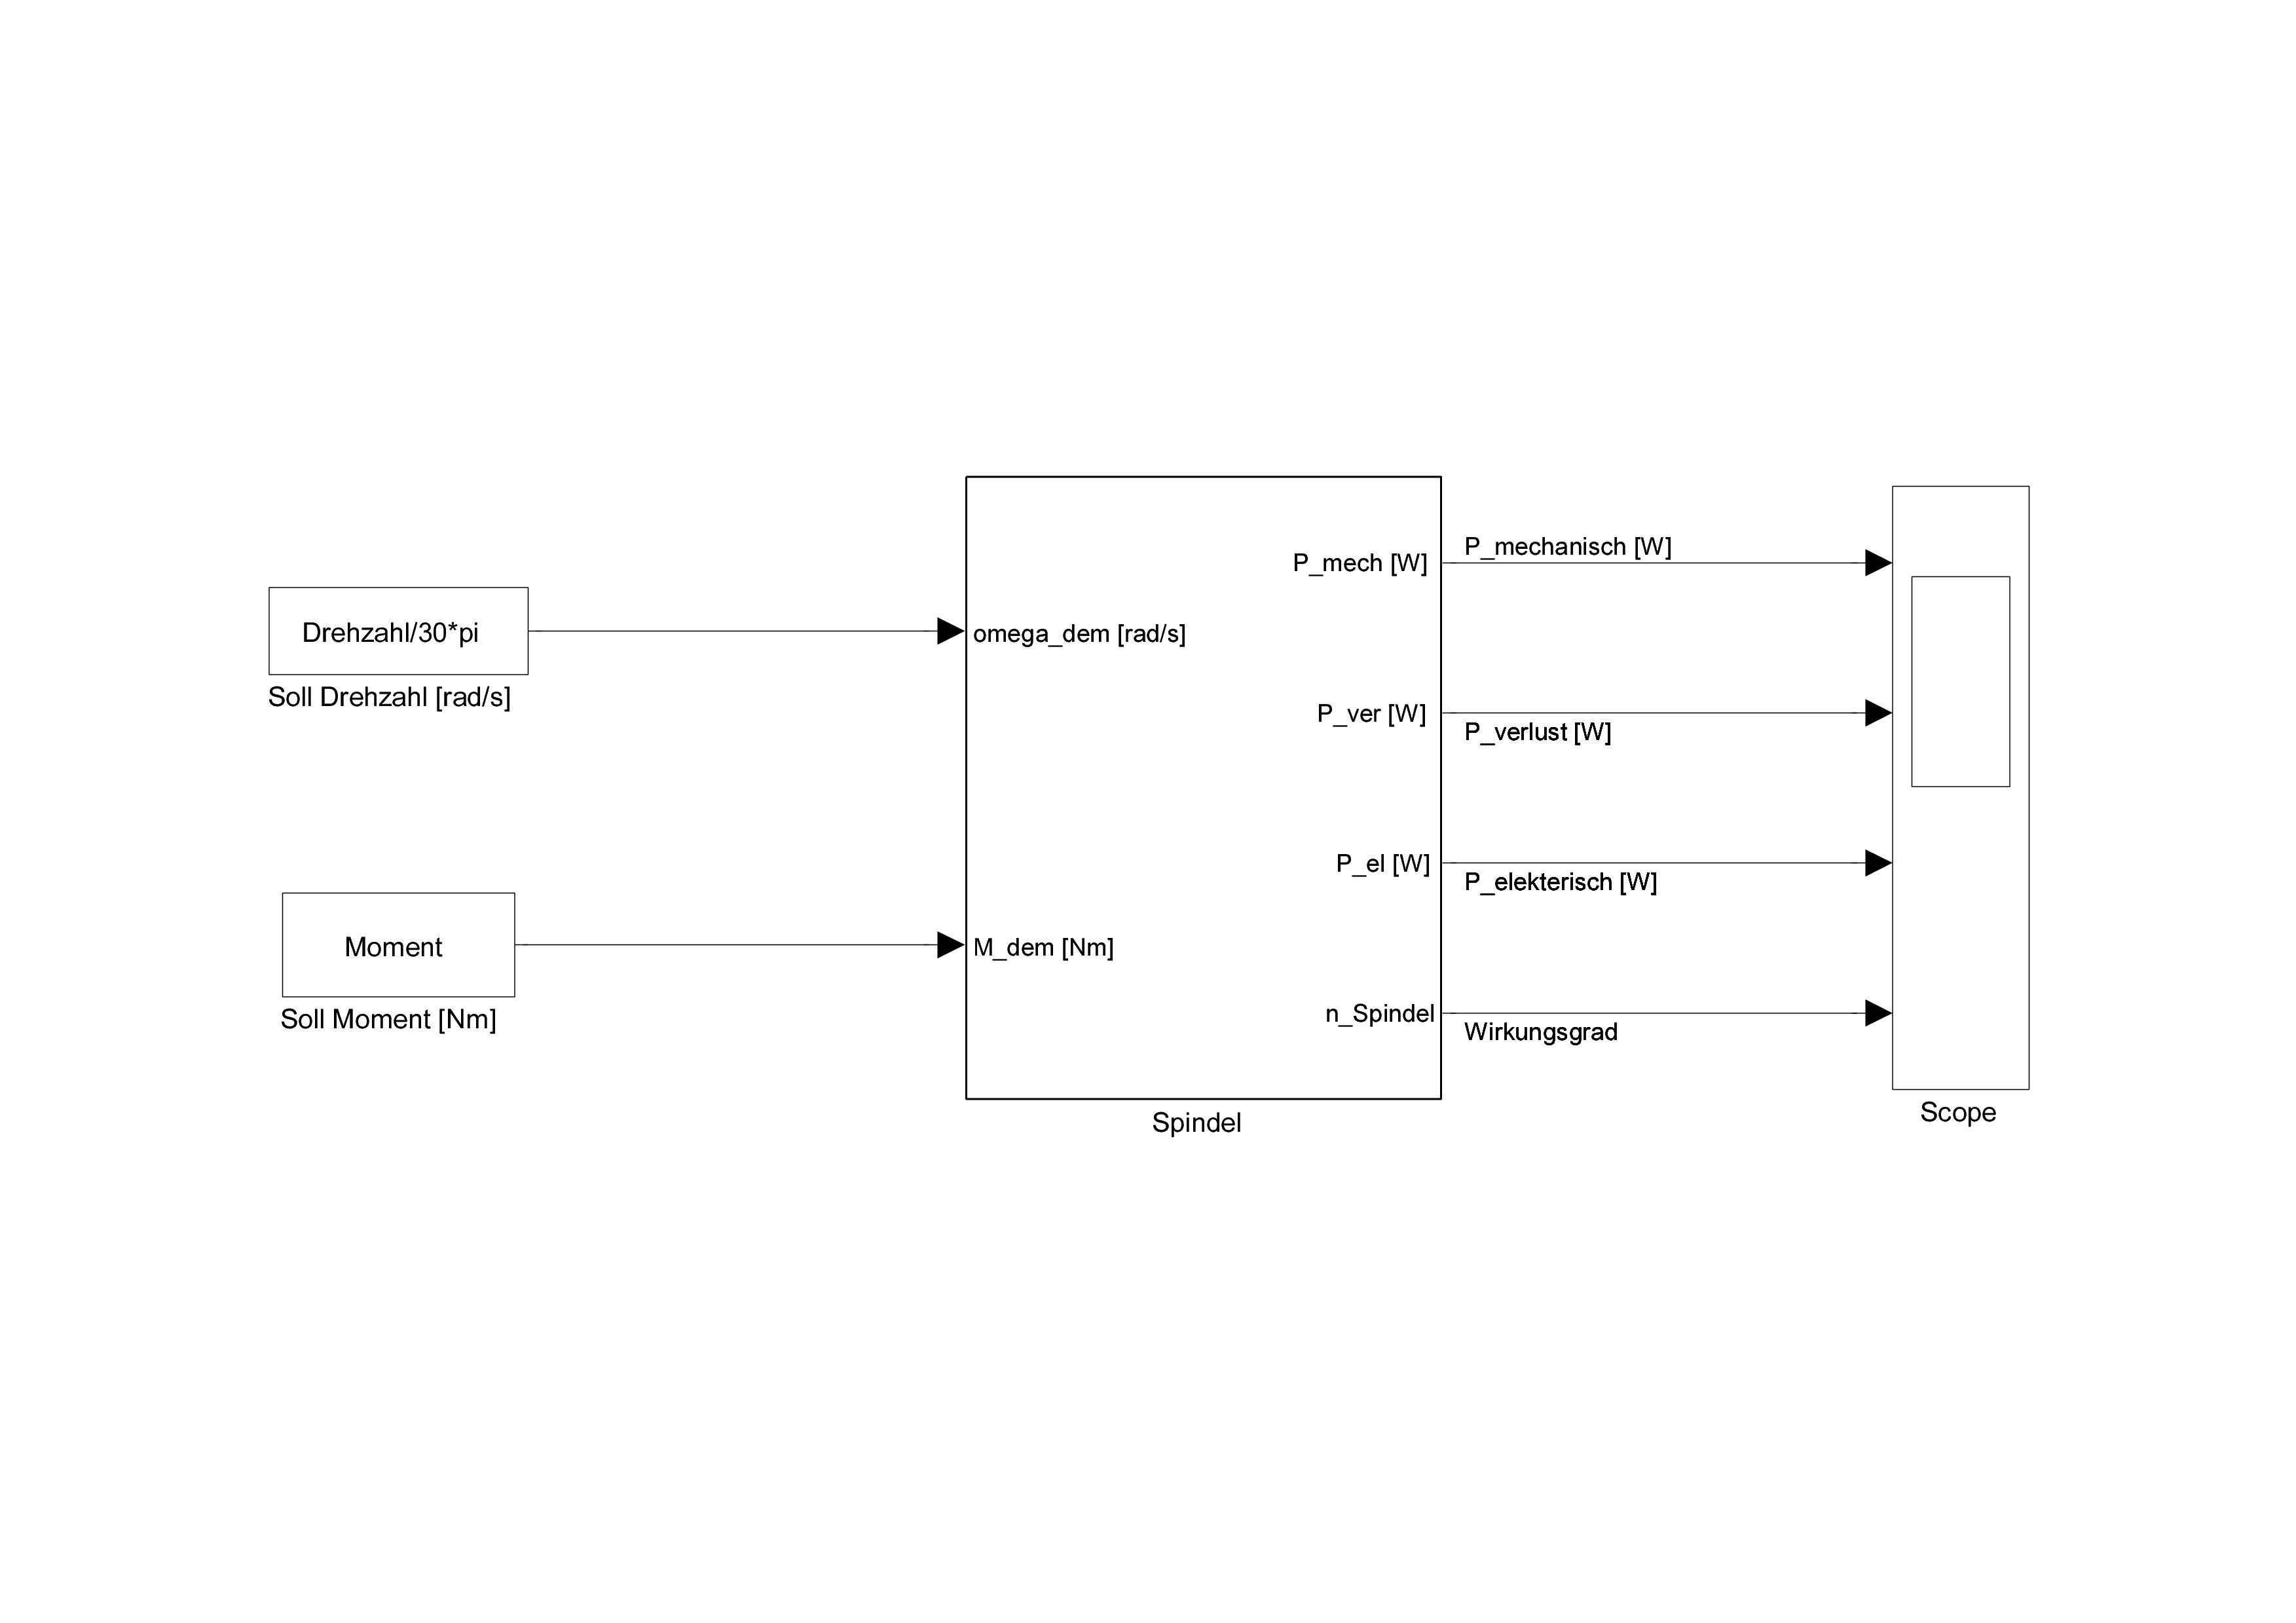 Drehzahl/30*pi
Soll Drehzahl [rad/s]
Moment
Soll Moment [Nm]
omega_dem [rad/s]
M_dem [Nm]
P_mech [W]
P_ver [W]
P_el [W]
n_Spindel
Spindel
P_mechanisch [W]
P_verlust [W]
P_elekterisch [W]
Wirkungsgrad
Scope